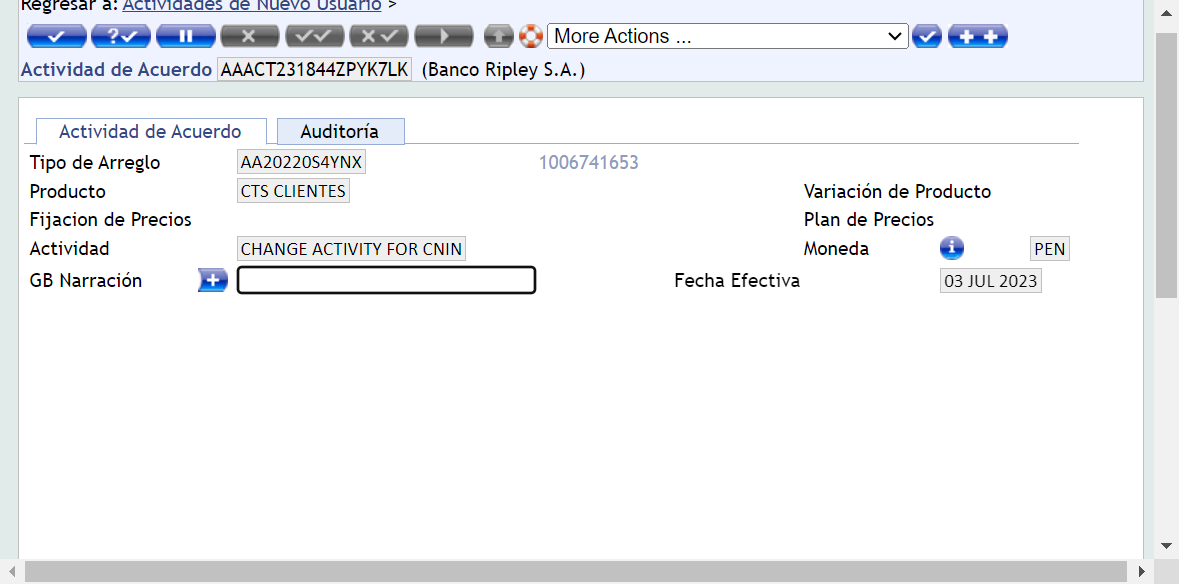 Regresar a: Actividades de Nuevo Usuario >
More Actions ...
Actividad de Acuerdo AAACT231844ZPYK7LK (Banco Ripley S.A.)
Actividad de Acuerdo Auditoría
Tipo de Arreglo AA20220S4YNX 1006741653
Producto CTS CLIENTES Variación de Producto
Fijacion de Precios Plan de Precios
Actividad CHANGE ACTIVITY FOR CNIN Moneda PEN
GB Narración Fecha Efectiva 03 JUL 2023